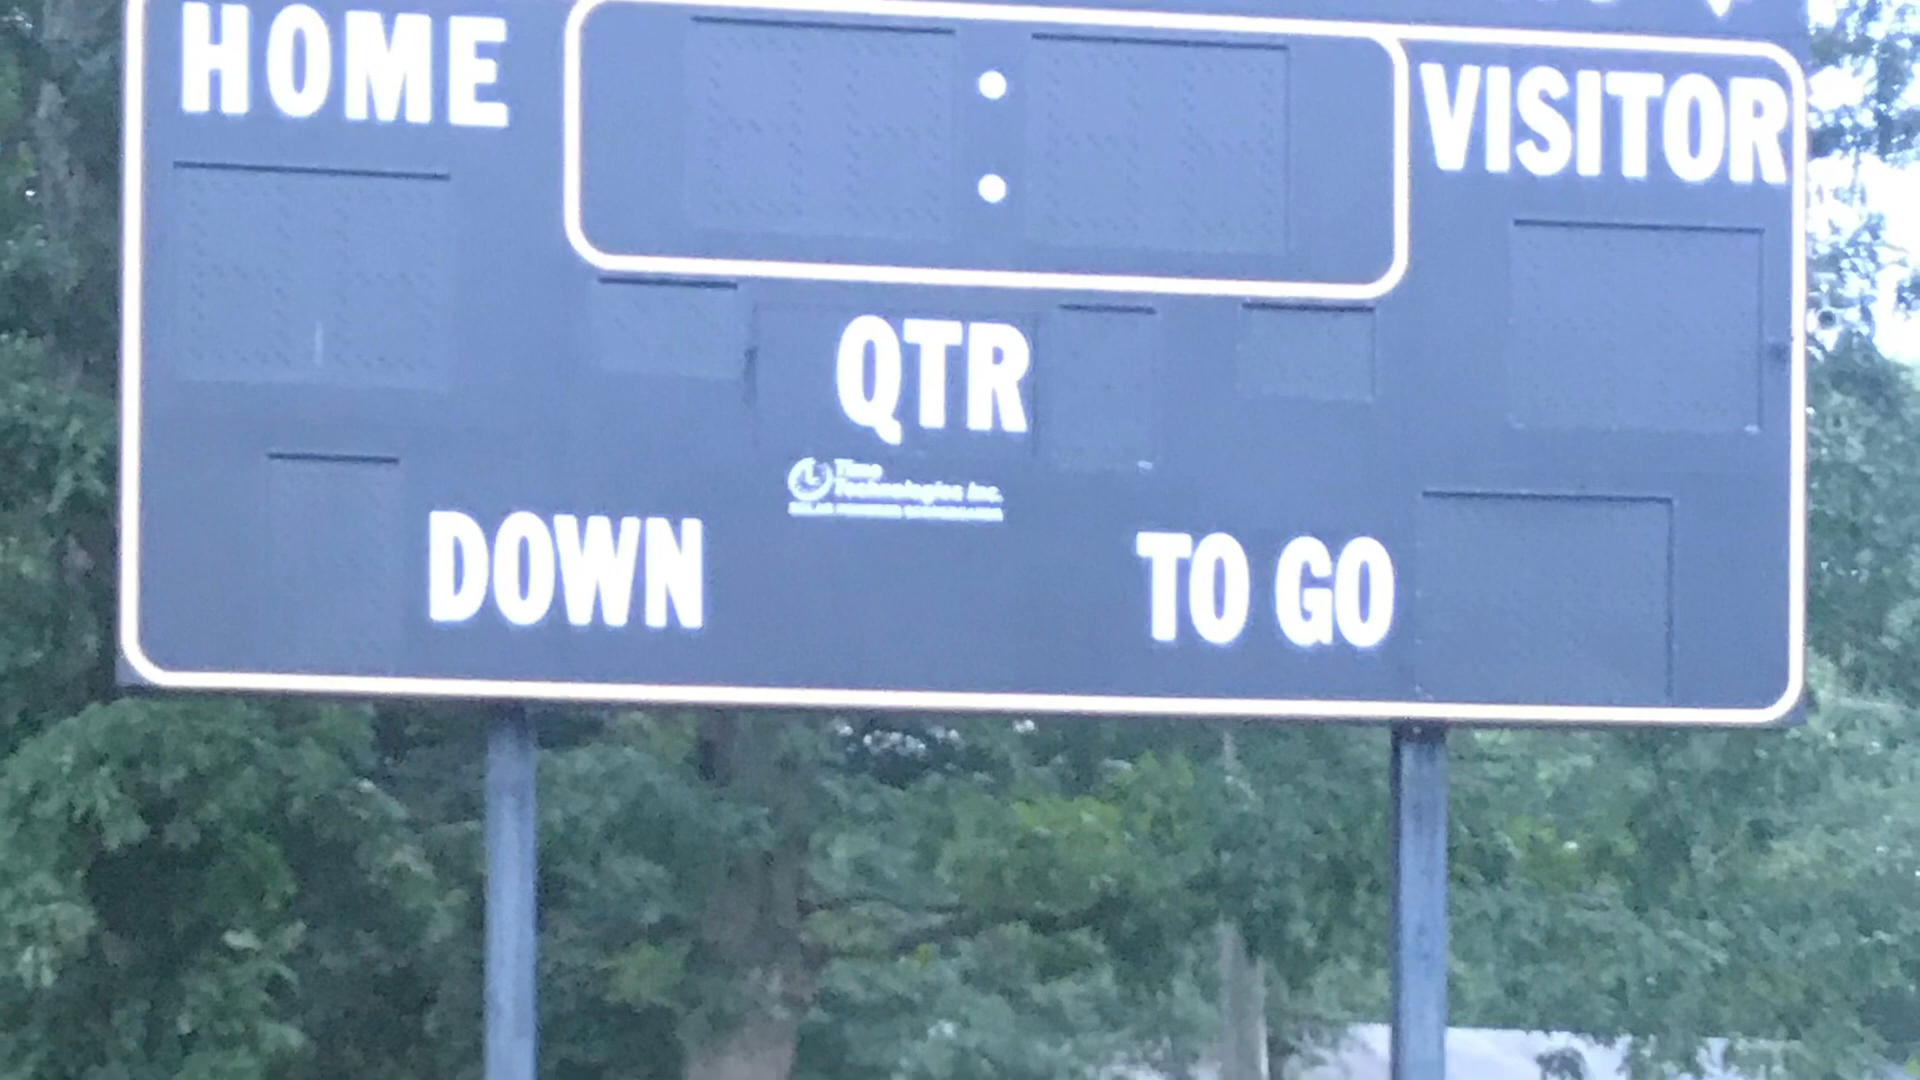 HOME
VISITOR
QTR
Time
Technologies Inc.
DOWN
TO GO